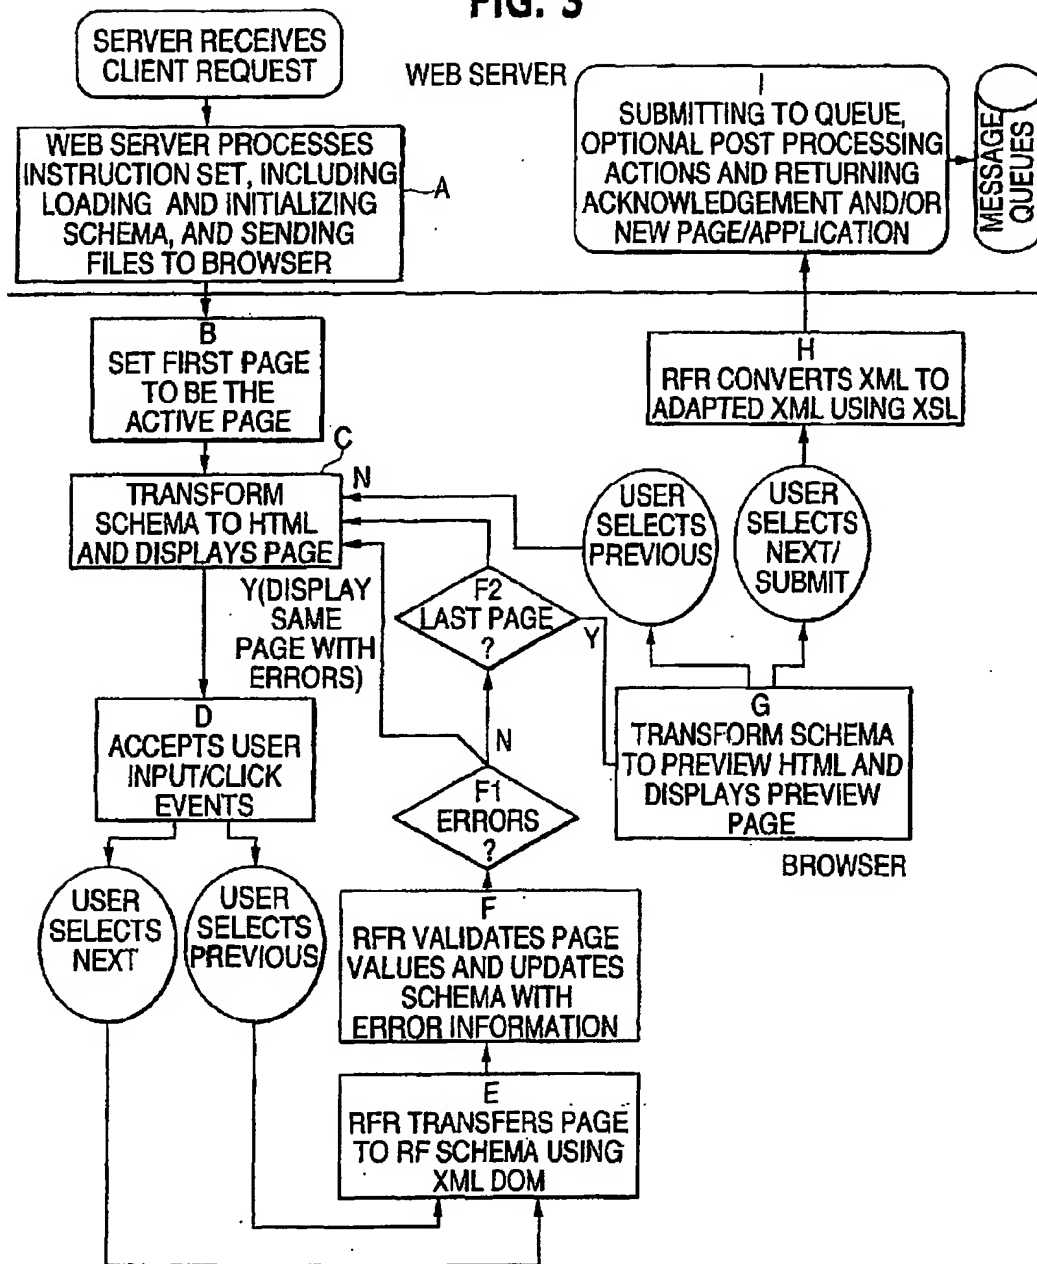 FIG. 3
SERVER RECEIVES
CLIENT REQUEST
WEB SERVER PROCESSES
INSTRUCTION SET, INCLUDING
LOADING AND INITIALIZING
SCHEMA, AND SENDING
FILES TO BROWSER
A
WEB SERVER
I
SUBMITTING TO QUEUE,
OPTIONAL POST PROCESSING
ACTIONS AND RETURNING
ACKNOWLEDGEMENT AND/OR
NEW PAGE/APPLICATION
MESSAGE
QUEUES
B
SET FIRST PAGE
TO BE THE
ACTIVE PAGE
H
RFR CONVERTS XML TO
ADAPTED XML USING XSL
C
TRANSFORM
SCHEMA TO HTML
AND DISPLAYS PAGE
N
USER
SELECTS
PREVIOUS
USER
SELECTS
NEXT/
SUBMIT
Y(DISPLAY
SAME
PAGE WITH
ERRORS)
F2
LAST PAGE
?
Y
D
ACCEPTS USER
INPUT/CLICK
EVENTS
N
F1
ERRORS
?
G
TRANSFORM SCHEMA
TO PREVIEW HTML AND
DISPLAYS PREVIEW
PAGE
BROWSER
USER
SELECTS
NEXT
USER
SELECTS
PREVIOUS
F
RFR VALIDATES PAGE
VALUES AND UPDATES
SCHEMA WITH
ERROR INFORMATION
E
RFR TRANSFERS PAGE
TO RF SCHEMA USING
XML DOM